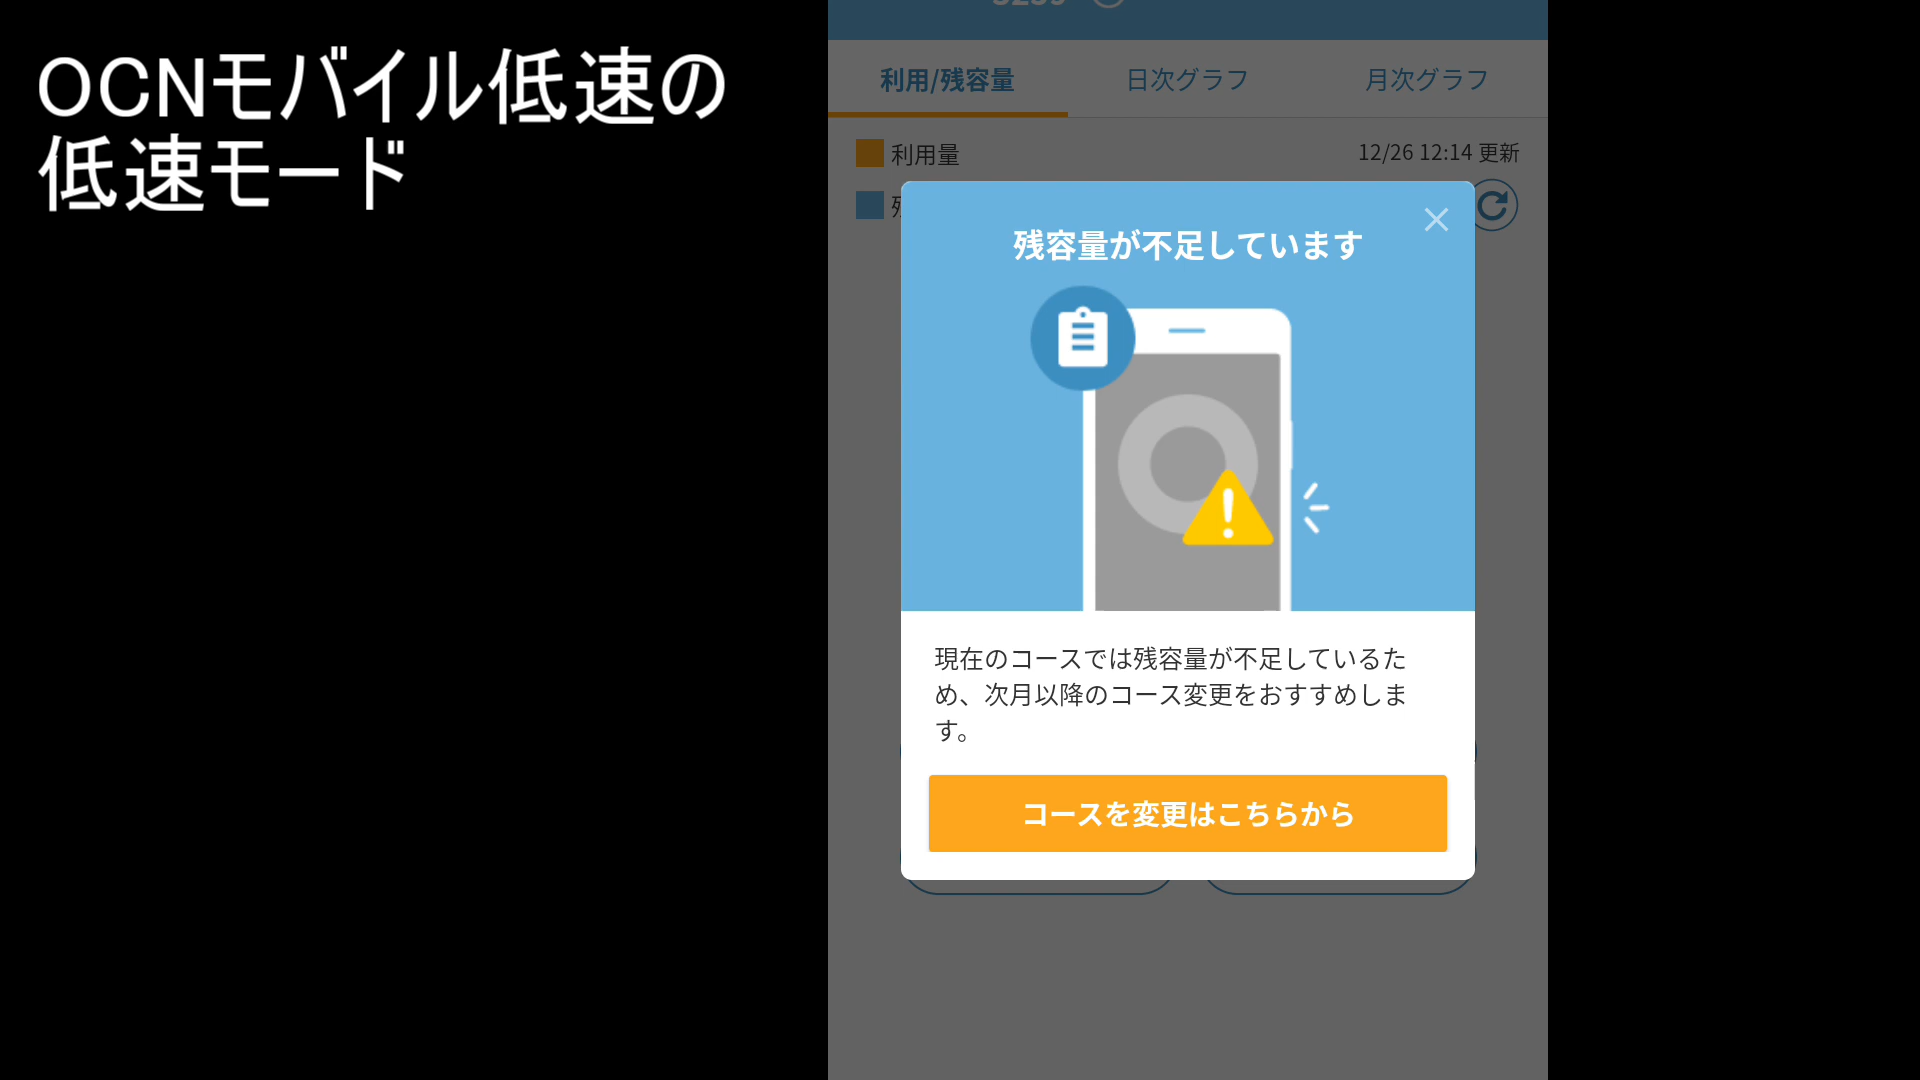 OCNモバイル低速の
低速モード
利用/残容量
日次グラフ
月次グラフ
利用量
12/26 12:14 更新
残容量が不足しています
現在のコースでは残容量が不足しているた
め、次月以降のコース変更をおすすめしま
す。
コースを変更はこちらから